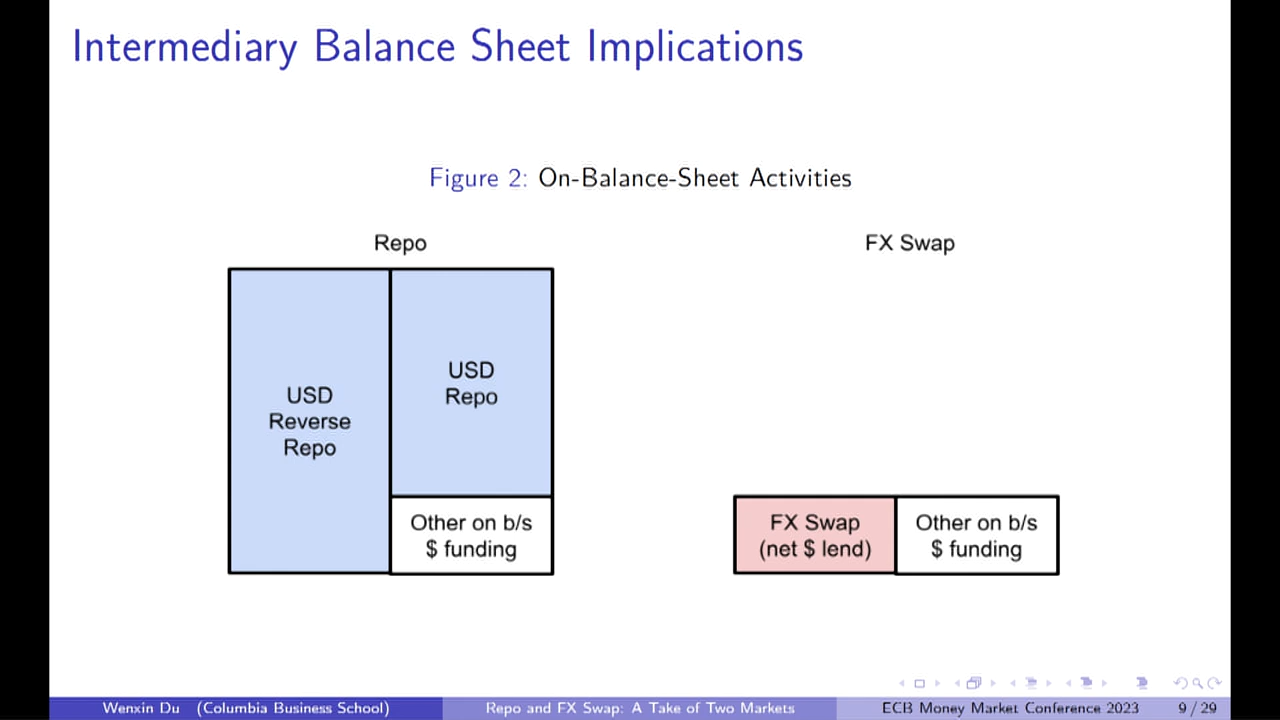 Intermediary Balance Sheet Implications
Figure 2: On-Balance-Sheet Activities
Repo
USD
Reverse
Repo
USD
Repo
Other on b/s
$ funding
FX Swap
FX Swap
(net $ lend)
Other on b/s
$ funding
Wenxin Du (Columbia Business School)
Repo and FX Swap: A Take of Two Markets
ECB Money Market Conference 2023
9 / 29